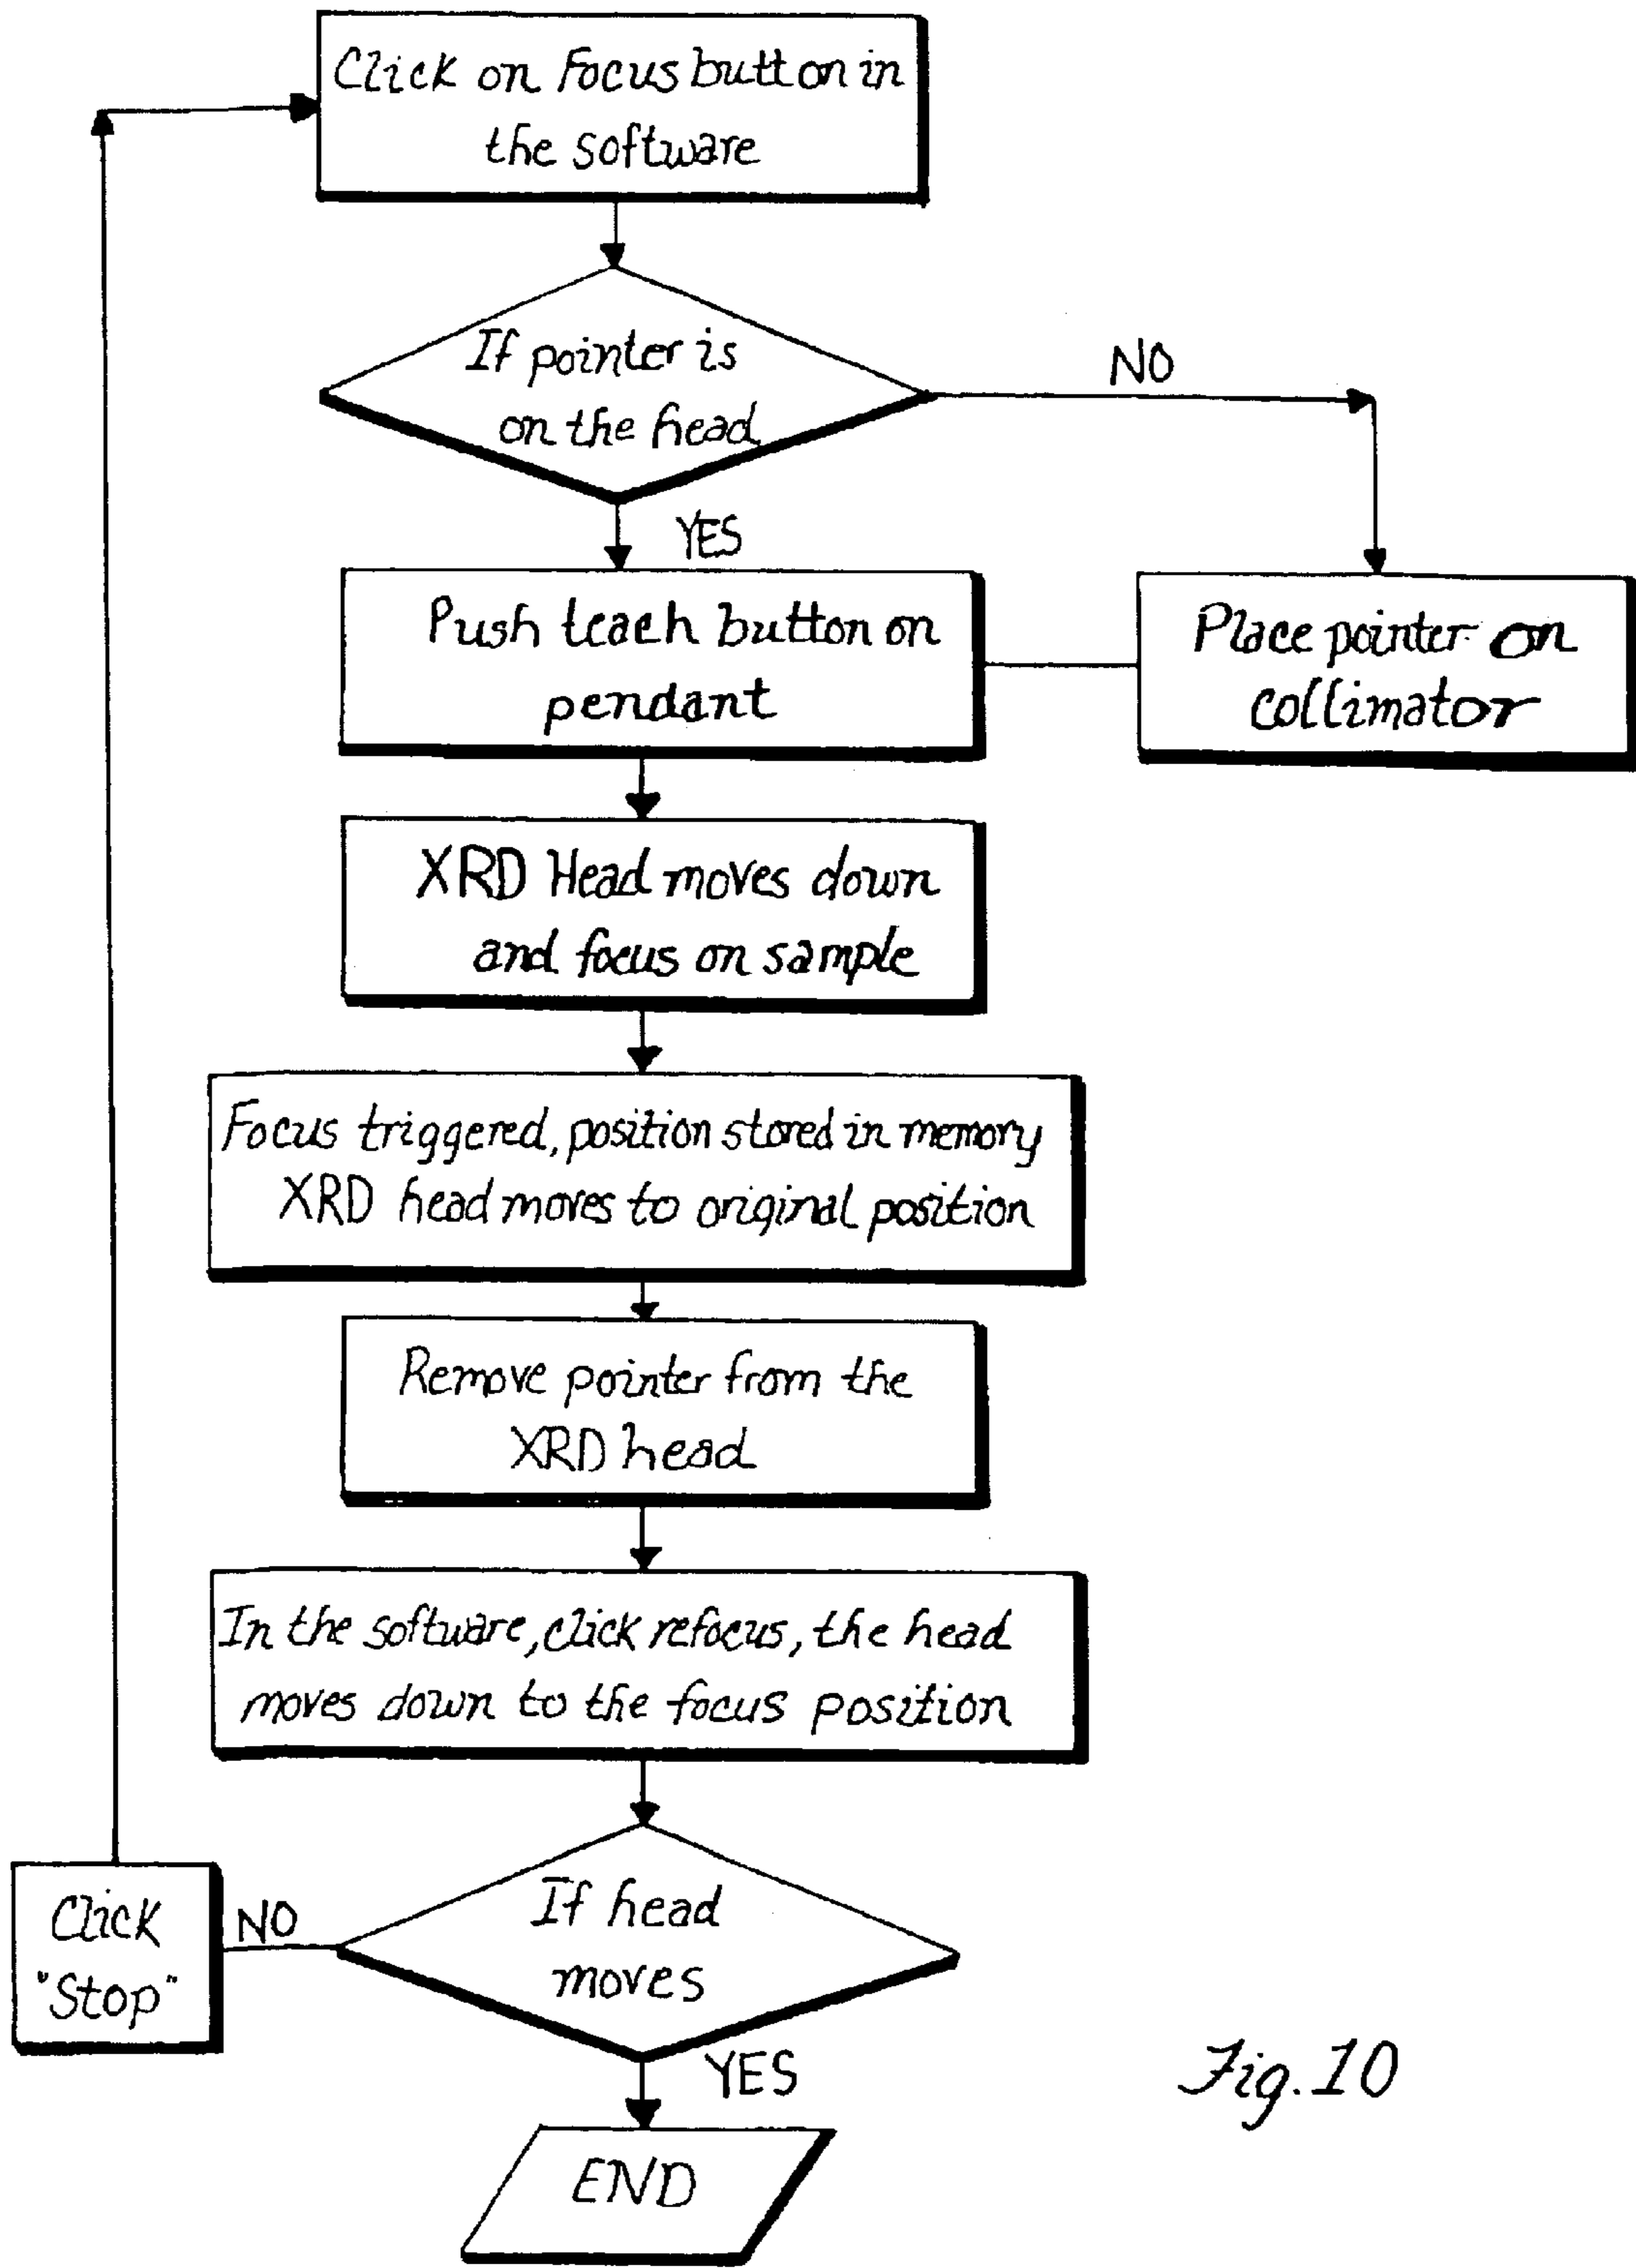 Click on Focus button in
the software
If pointer is
on the head
NO
YES
Push teach button on
pendant
Place pointer on
collimator
XRD Head moves down
and focus on sample
Focus triggered, position stored in memory
XRD head moves to original position
Remove pointer from the
XRD head
In the software, click refocus, the head
moves down to the focus position
If head
moves
NO
Click
"Stop"
YES
END
Fig. 10